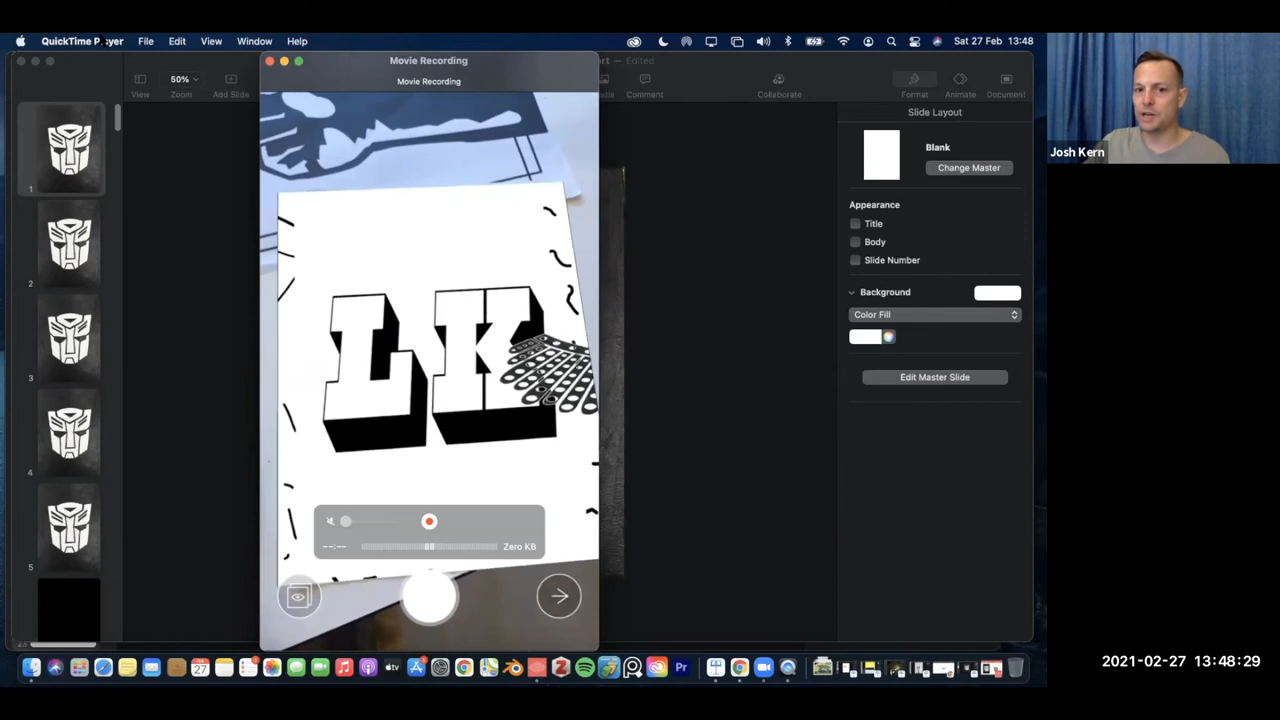 QuickTime Player File Edit View Window Help
Sat 27 Feb 13:48
Movie Recording
Edited
Movie Recording
50%
View Zoom Add Slide
Comment
Collaborate
Format Animate Document
Slide Layout
Blank
Change Master
Appearance
Title
Body
Slide Number
Background
Color Fill
Edit Master Slide
1
2
3
4
5
LK
--:--
Zero KB
Josh Kern
2021-02-27 13:48:29